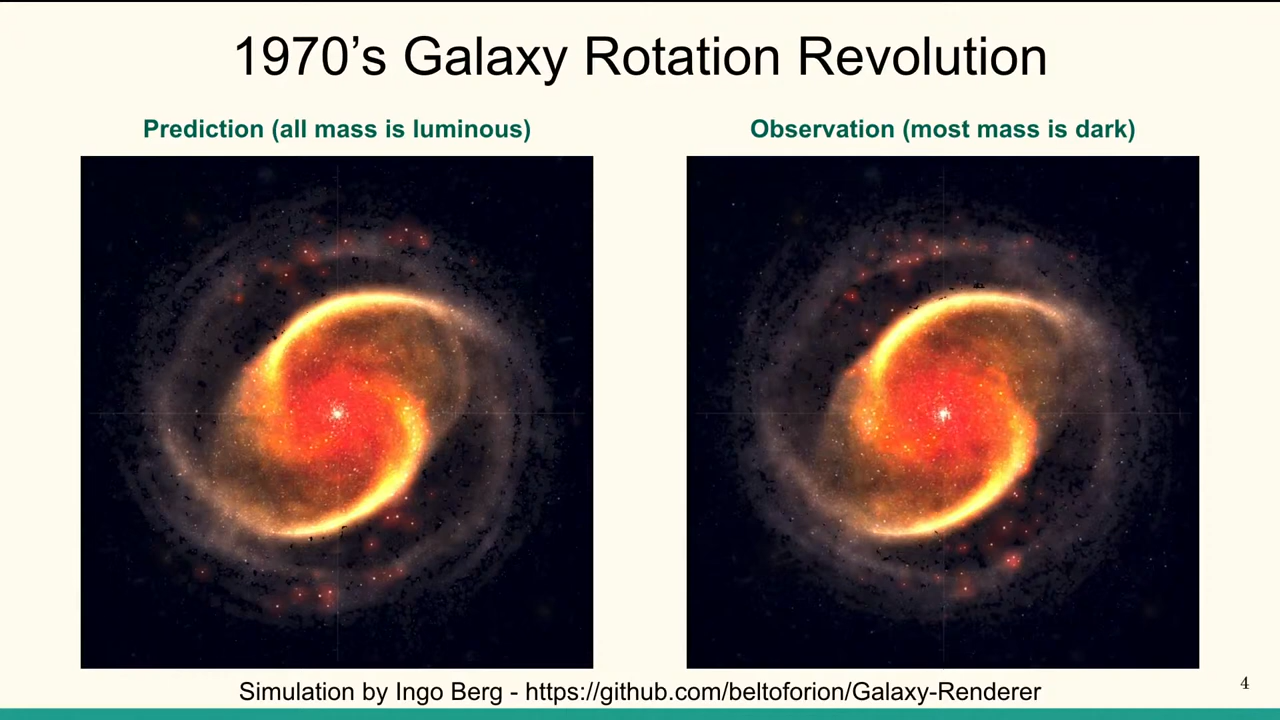 1970’s Galaxy Rotation Revolution
Prediction (all mass is luminous)
Observation (most mass is dark)
Simulation by Ingo Berg - https://github.com/beltoforion/Galaxy-Renderer
4